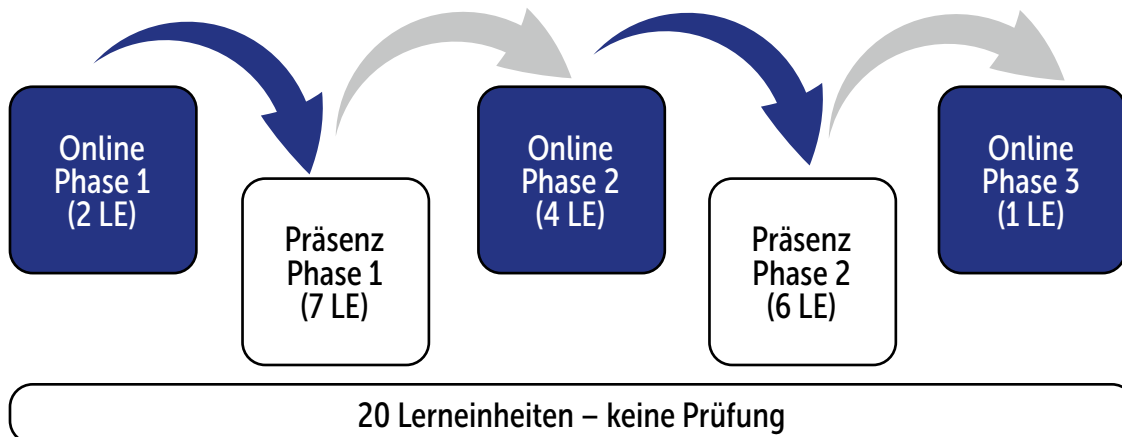 Online
Phase 1
(2 LE)
Präsenz
Phase 1
(7 LE)
Online
Phase 2
(4 LE)
Präsenz
Phase 2
(6 LE)
Online
Phase 3
(1 LE)
20 Lerneinheiten – keine Prüfung